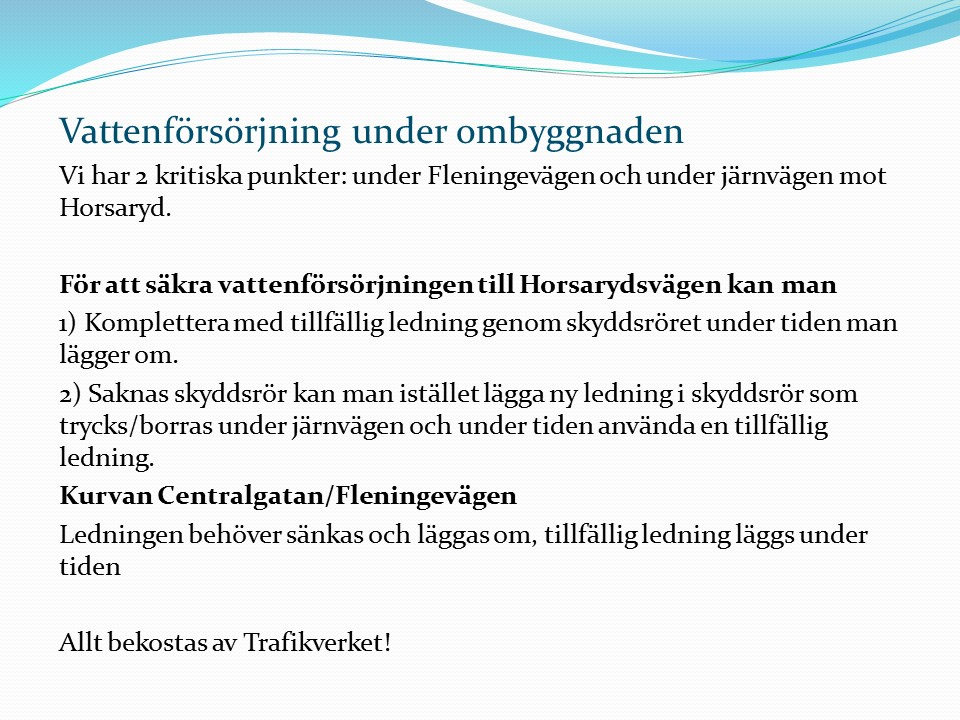 Vattenförsörjning under ombyggnaden
Vi har 2 kritiska punkter: under Fleningevägen och under järnvägen mot
Horsaryd.
För att säkra vattenförsörjningen till Horsarydsvägen kan man
1) Komplettera med tillfällig ledning genom skyddsröret under tiden man
lägger om.
2) Saknas skyddsrör kan man istället lägga ny ledning i skyddsrör som
trycks/borras under järnvägen och under tiden använda en tillfällig
ledning.
Kurvan Centralgatan/Fleningevägen
Ledningen behöver sänkas och läggas om, tillfällig ledning läggs under
tiden
Allt bekostas av Trafikverket!